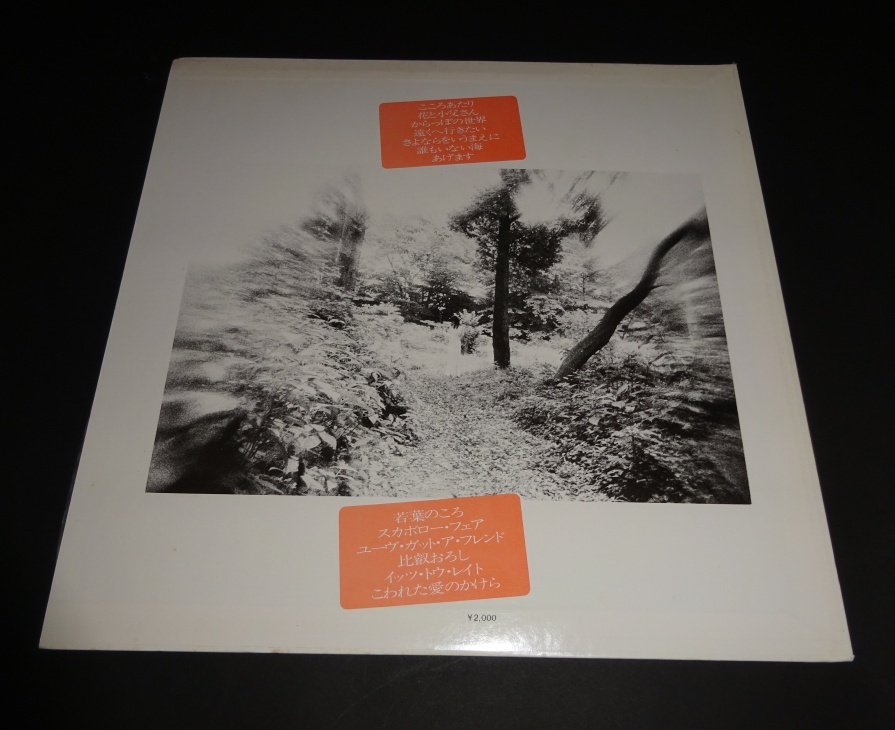 こころあたり
花と小父さん
からっぽの世界
遠くへ行きたい
さよならをいうまえに
誰もいない海
あげます
若葉のころ
スカボロー・フェア
ユーヴ・ガット・ア・フレンド
比叡おろし
イッツ・トウ・レイト
こわれた愛のかけら
¥2,000